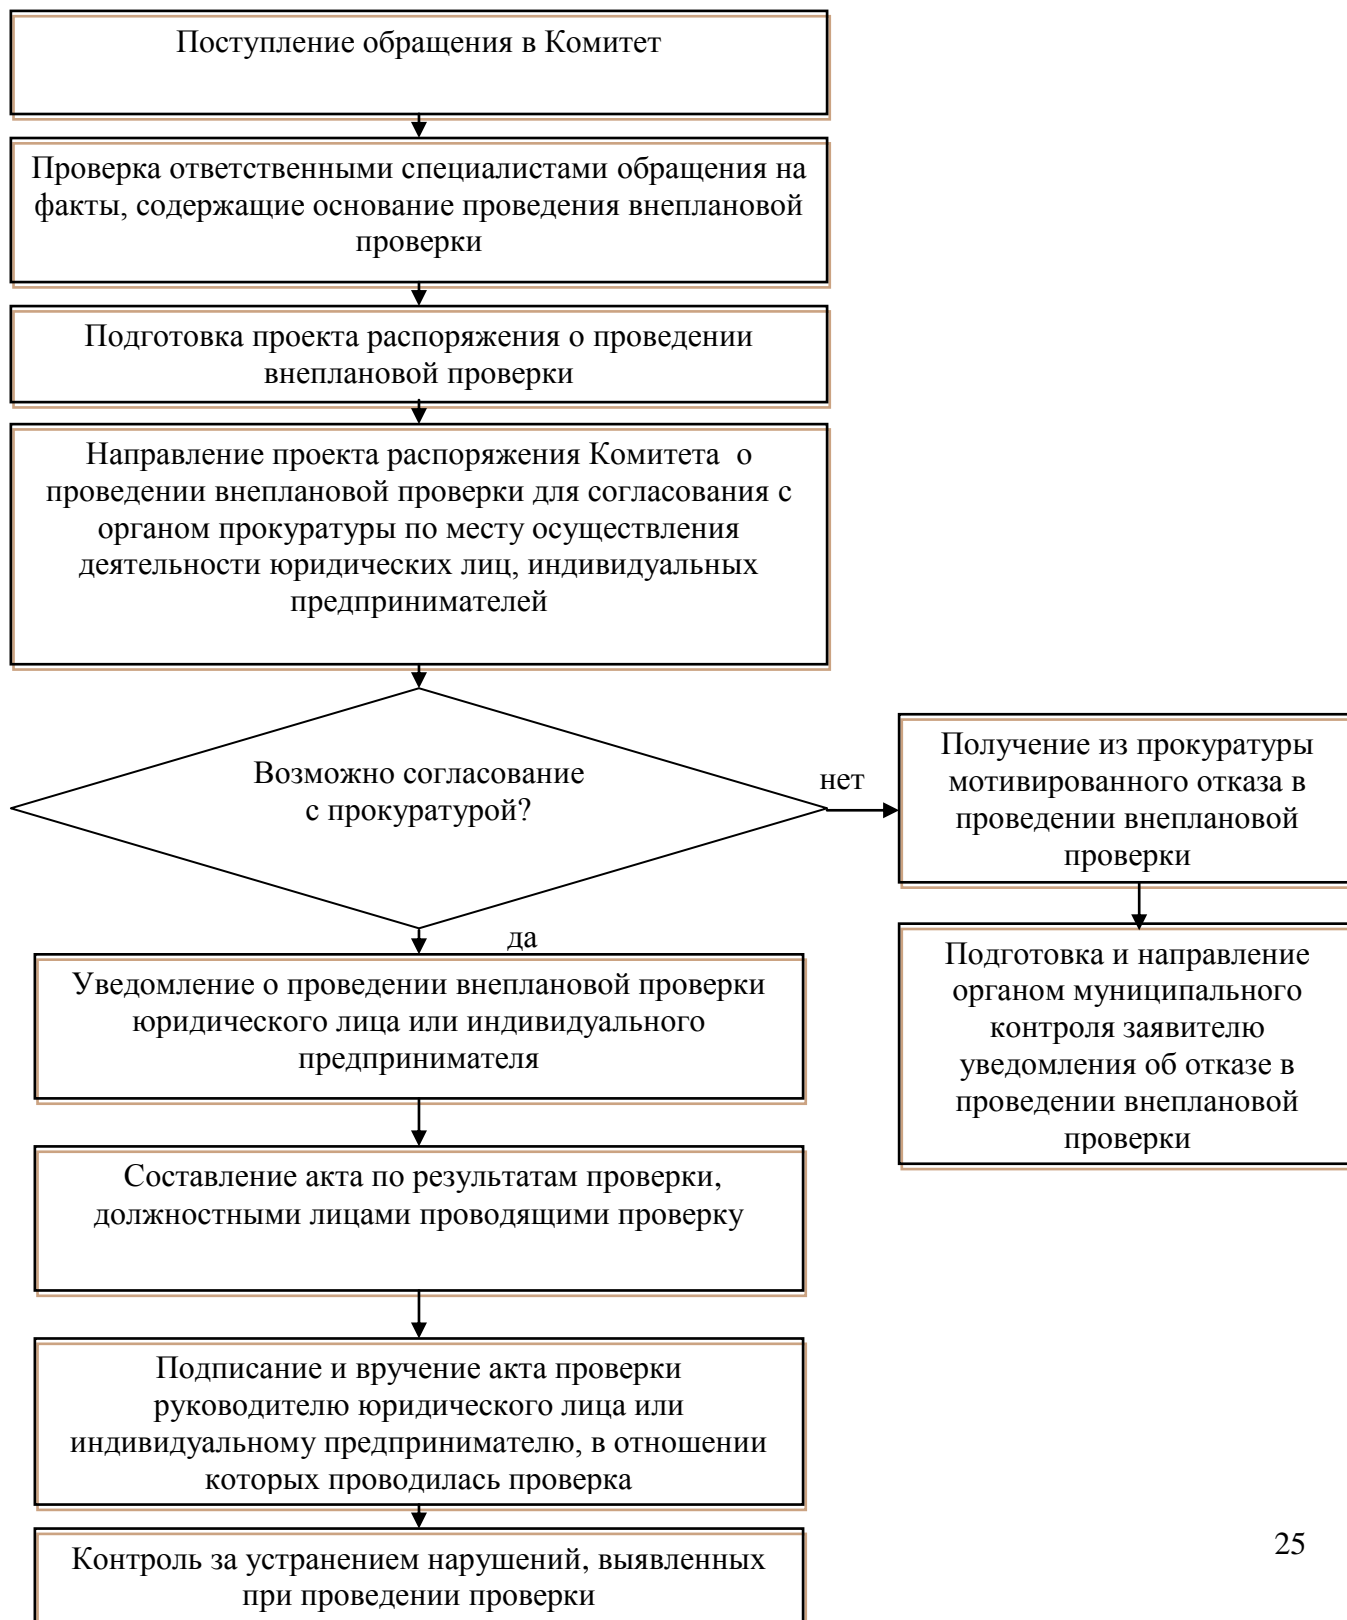 Поступление обращения в Комитет
Проверка ответственными специалистами обращения на
факты, содержащие основание проведения внеплановой
проверки
Подготовка проекта распоряжения о проведении
внеплановой проверки
Направление проекта распоряжения Комитета о
проведении внеплановой проверки для согласования с
органом прокуратуры по месту осуществления
деятельности юридических лиц, индивидуальных
предпринимателей
Возможно согласование
с прокуратурой?
нет
Получение из прокуратуры
мотивированного отказа в
проведении внеплановой
проверки
Подготовка и направление
органом муниципального
контроля заявителю
уведомления об отказе в
проведении внеплановой
проверки
да
Уведомление о проведении внеплановой проверки
юридического лица или индивидуального
предпринимателя
Составление акта по результатам проверки,
должностными лицами проводящими проверку
Подписание и вручение акта проверки
руководителю юридического лица или
индивидуальному предпринимателю, в отношении
которых проводилась проверка
Контроль за устранением нарушений, выявленных
при проведении проверки
25